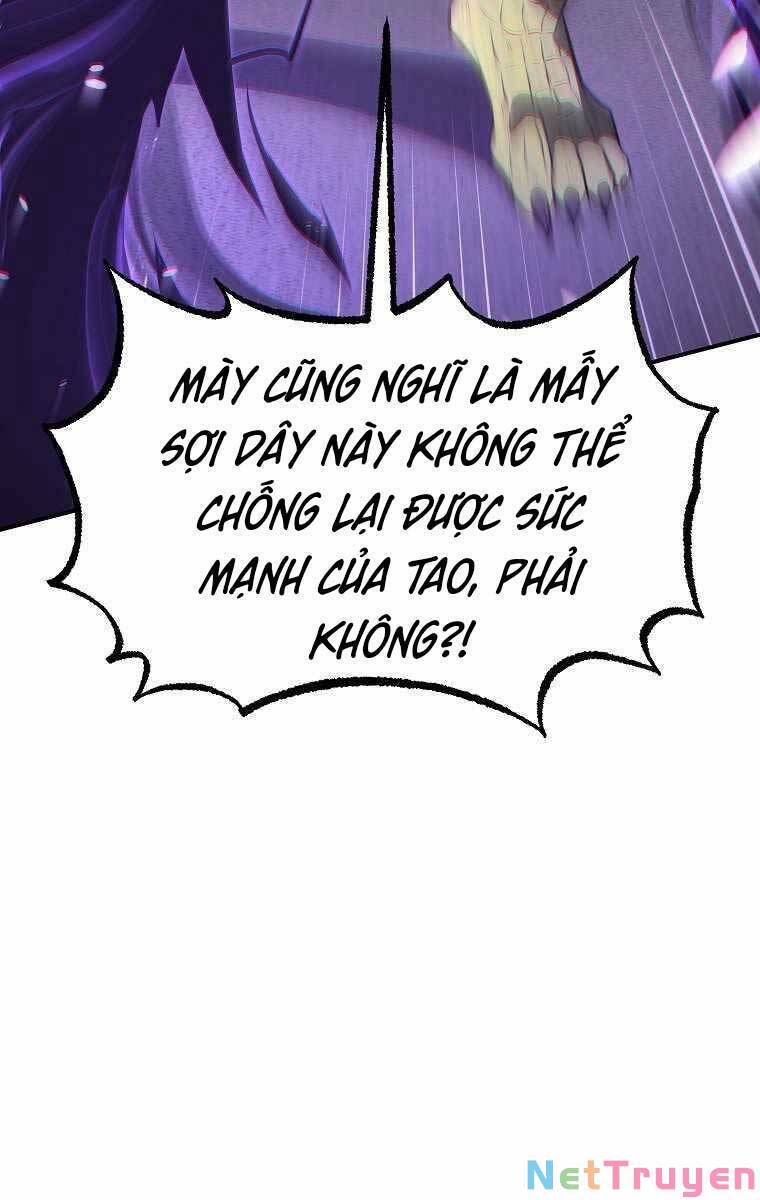 MÀY CŨNG NGHĨ LÀ MẤY
SỢI DÂY NÀY KHÔNG THỂ
CHỐNG LẠI ĐƯỢC SỨC
MẠNH CỦA TAO, PHẢI
KHÔNG?!
NetTruyen